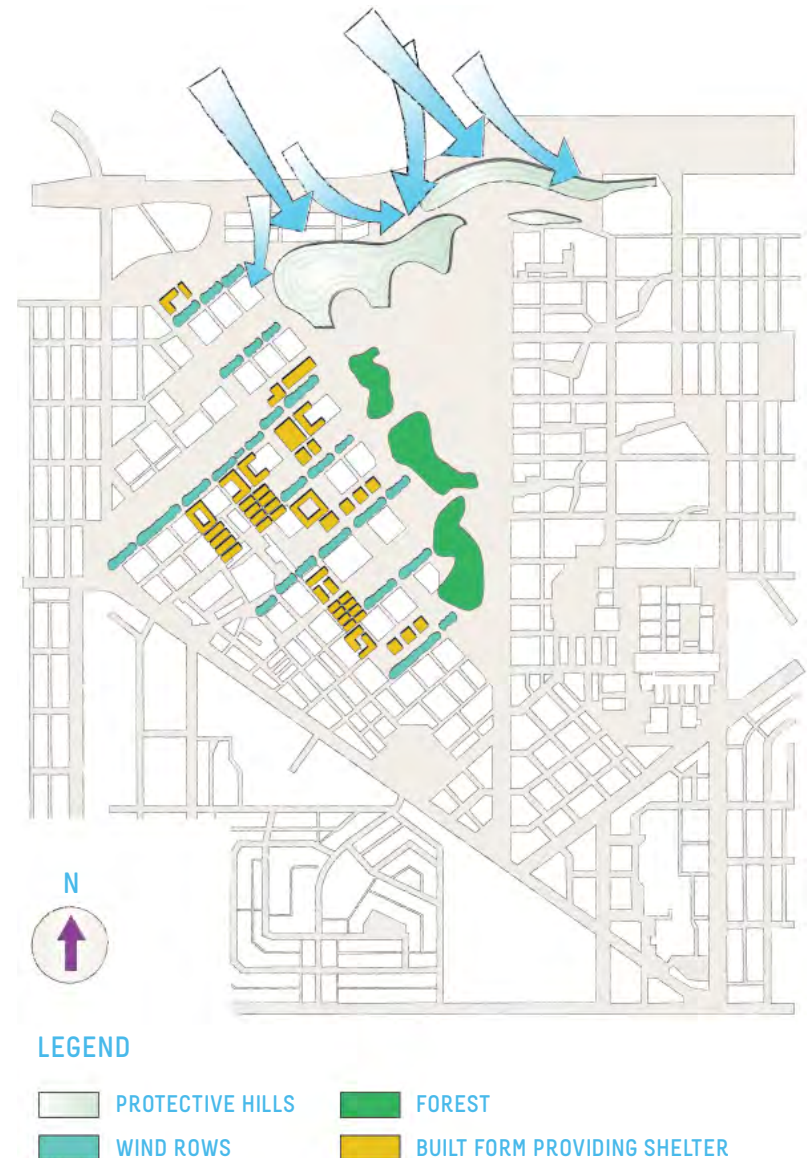 N
LEGEND
PROTECTIVE HILLS
FOREST
WIND ROWS
BUILT FORM PROVIDING SHELTER